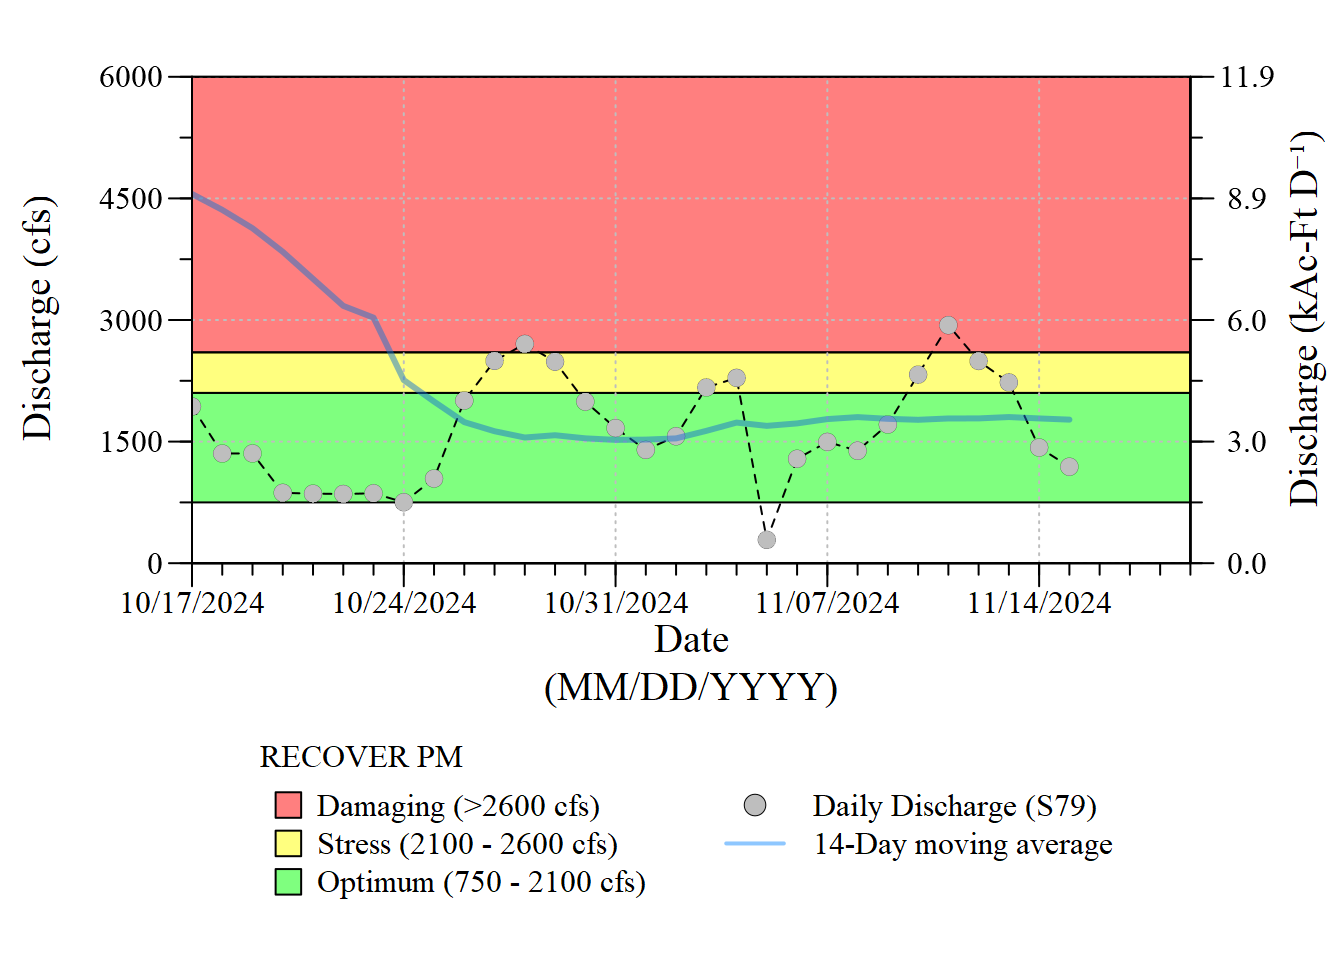 6000
4500
3000
1500
0
Discharge (cfs)
11.9
8.9
6.0
3.0
0.0
Discharge (kAc-Ft D⁻¹)
10/17/2024 10/24/2024 10/31/2024 11/07/2024 11/14/2024
Date
(MM/DD/YYYY)
RECOVER PM
Damaging (>2600 cfs)
Stress (2100 - 2600 cfs)
Optimum (750 - 2100 cfs)
Daily Discharge (S79)
14-Day moving average